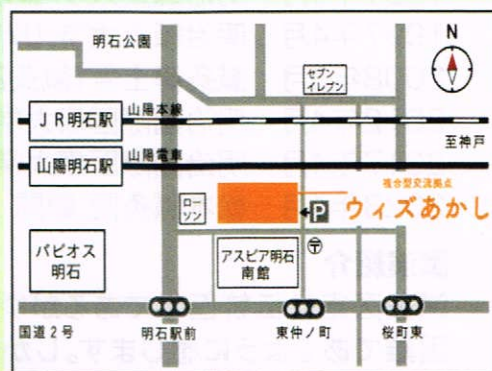 明石公園
セブン
イレブン
N
JR明石駅
山陽本線
至神戸
山陽明石駅
山陽電車
ロー
ソン
複合型交流拠点
ウィズあかし
P
〒
パピオス
明石
アスピア明石
南館
国道2号
明石駅前
東仲ノ町
桜町東